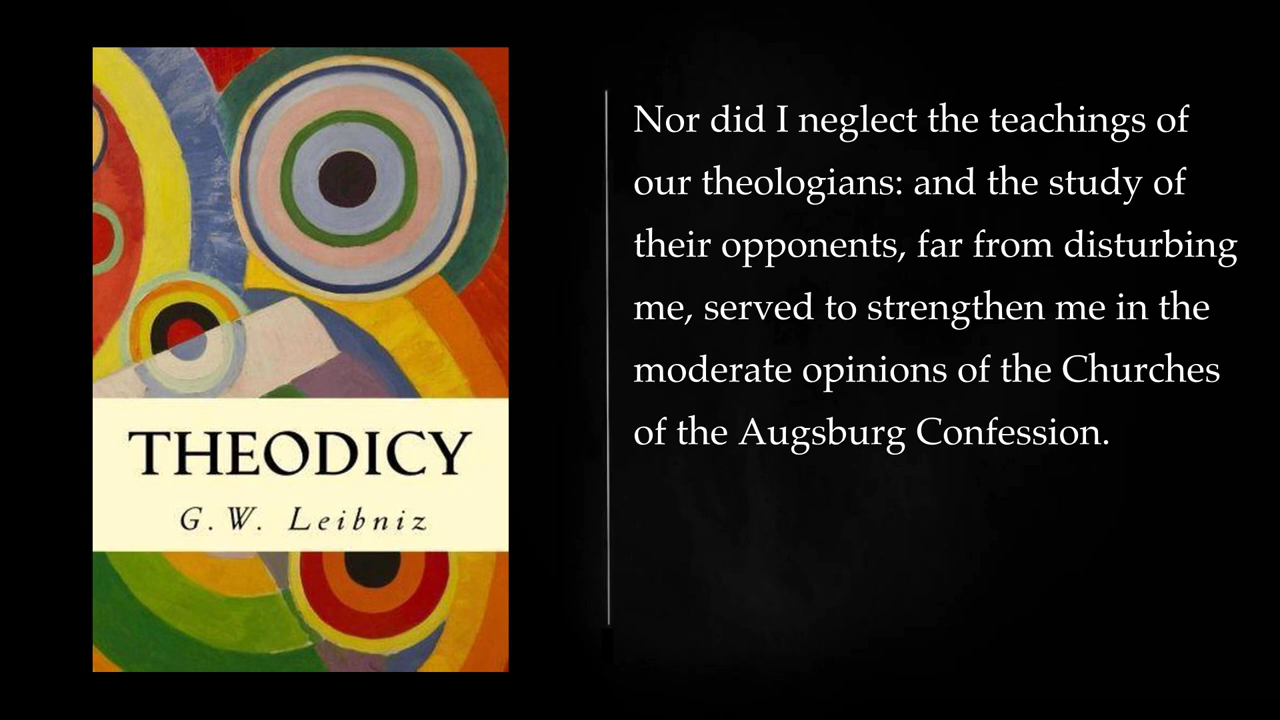 THEODICY
G. W. Leibniz
Nor did I neglect the teachings of
our theologians: and the study of
their opponents, far from disturbing
me, served to strengthen me in the
moderate opinions of the Churches
of the Augsburg Confession.